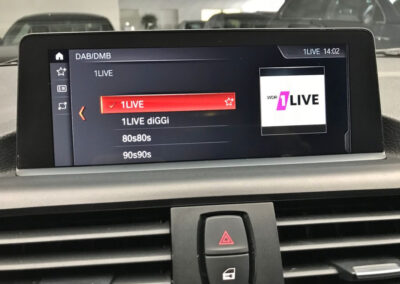 DAB/DMB
1LIVE 14:02
1LIVE
1LIVE
1LIVE diGGi
80s80s
90s90s
WDR 1LIVE